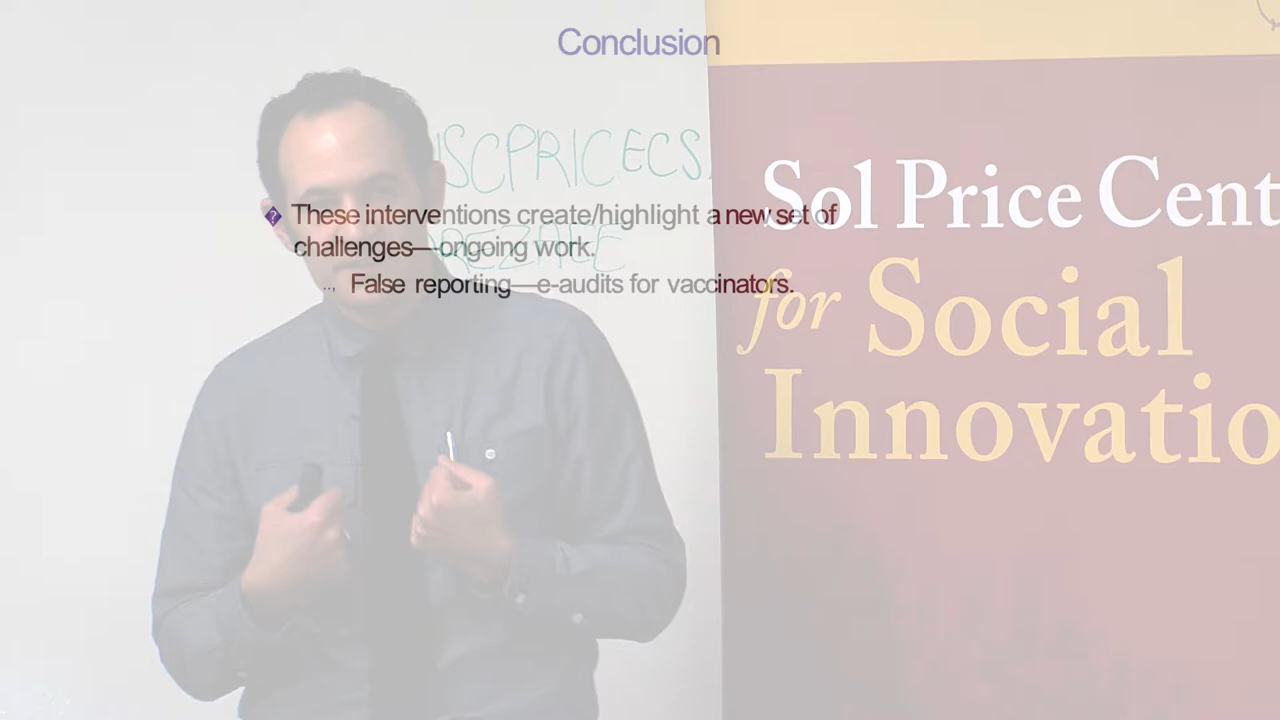 Conclusion
SCPRICECS
These interventions create/highlight a new set of
challenges—ongoing work.
... False reporting—e-audits for vaccinators.
Sol Price Cent
for Social
Innovatio